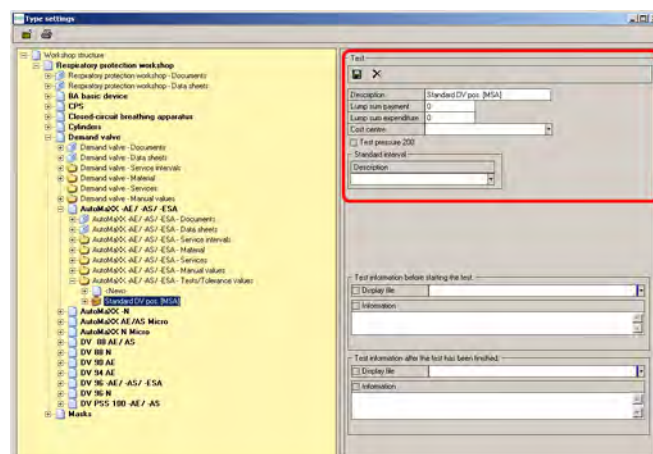 Type settings
Workshop structure
Respiratory protection workshop
Respiratory protection workshop - Documents
Respiratory protection workshop - Data sheets
BA basic device
CPS
Closed-circuit breathing apparatus
Cylinders
Demand valve
Demand valve - Documents
Demand valve - Data sheets
Demand valve - Service intervals
Demand valve - Material
Demand valve - Services
Demand valve - Manual values
AutoMaXX -AE/ -AS/ -ESA
AutoMaXX -AE/ -AS/ -ESA - Documents
AutoMaXX -AE/ -AS/ -ESA - Data sheets
AutoMaXX -AE/ -AS/ -ESA - Service intervals
AutoMaXX -AE/ -AS/ -ESA - Material
AutoMaXX -AE/ -AS/ -ESA - Services
AutoMaXX -AE/ -AS/ -ESA - Manual values
AutoMaXX -AE/ -AS/ -ESA - Tests/Tolerance values
<New>
Standard DV pos. [MSA]
AutoMaXX -N
AutoMaXX AE/AS Micro
AutoMaXX N Micro
DV 88 AE/ AS
DV 88 N
DV 90 AE
DV 94 AE
DV 96 -AE/ -AS/ -ESA
DV 96 N
DV PSS 100 -AE/ -AS
Masks
Test
Description Standard DV pos. [MSA]
Lump sum payment 0
Lump sum expenditure 0
Cost centre
Test pressure 200
Standard interval
Description
Test information before starting the test.
Display file
Information
Test information after the test has been finished.
Display file
Information